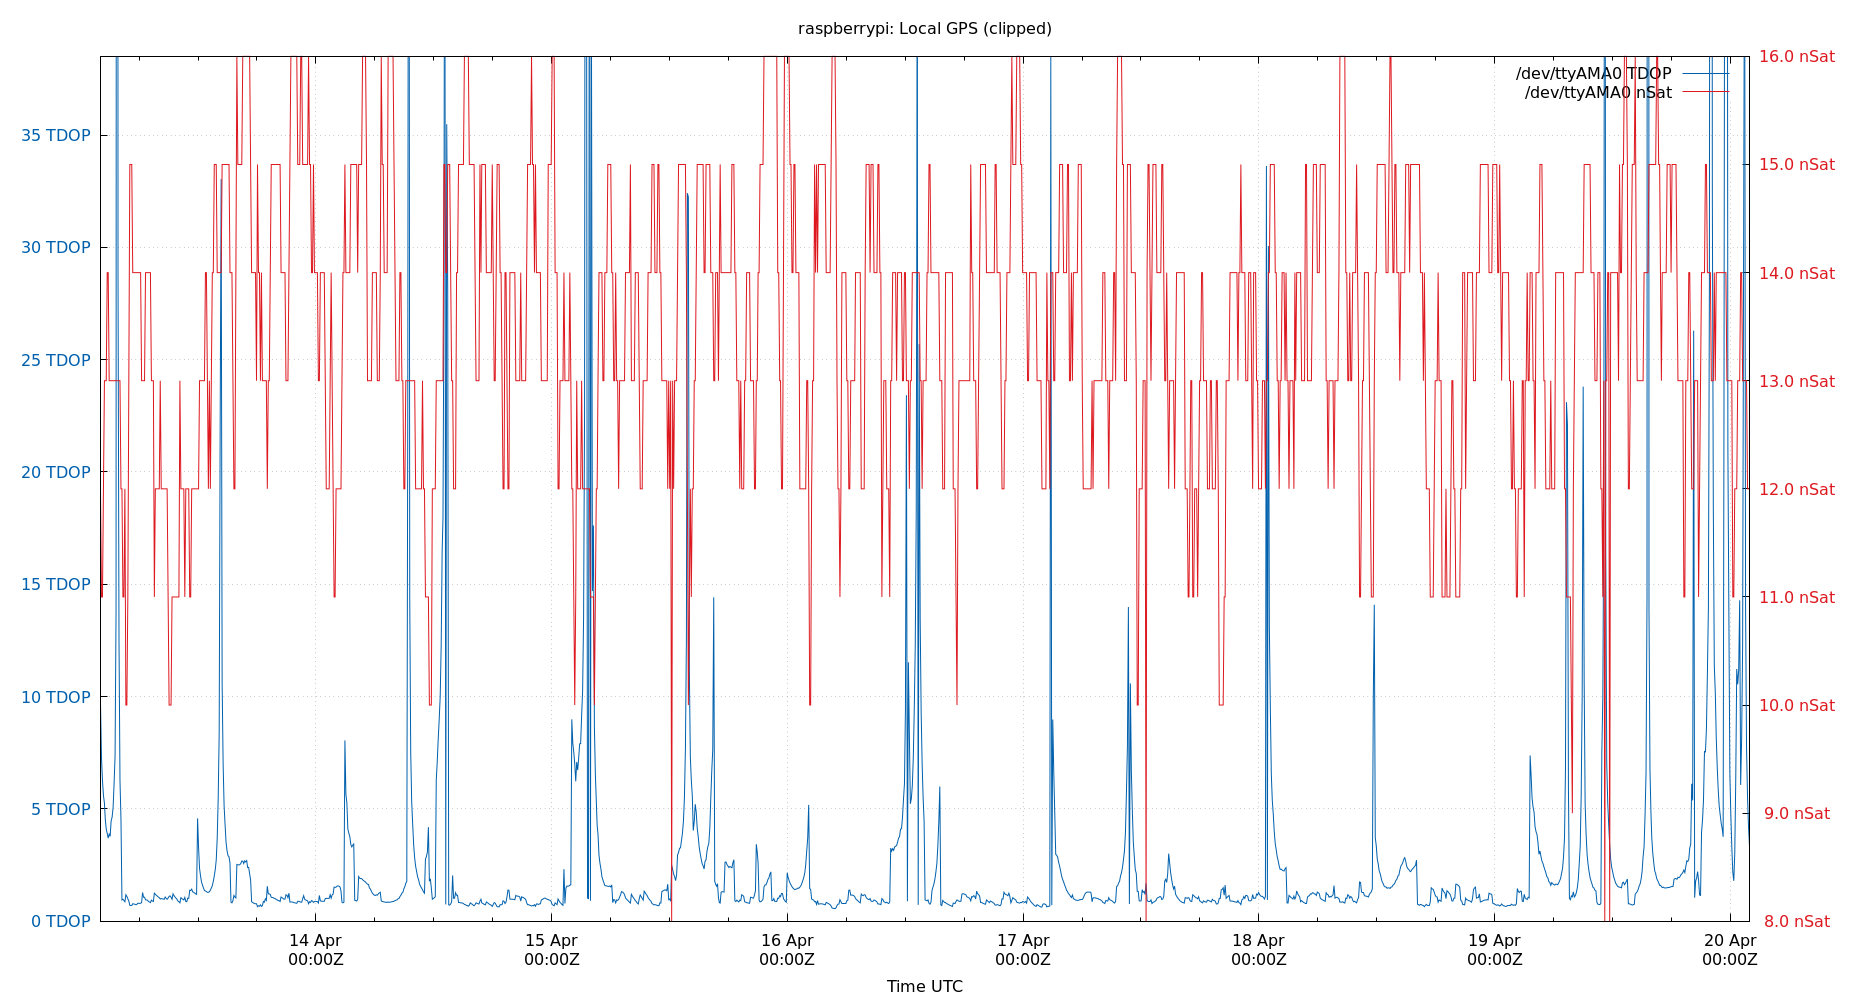 raspberrypi: Local GPS (clipped)
16.0 nSat
/dev/ttyAMA0 TDOP
/dev/ttyAMA0 nSat
35 TDOP
15.0 nSat
30 TDOP
14.0 nSat
25 TDOP
13.0 nSat
20 TDOP
12.0 nSat
15 TDOP
11.0 nSat
10 TDOP
10.0 nSat
5 TDOP
9.0 nSat
0 TDOP
8.0 nSat
14 Apr 15 Apr 16 Apr 17 Apr 18 Apr 19 Apr 20 Apr
00:00Z 00:00Z 00:00Z 00:00Z 00:00Z 00:00Z 00:00Z
Time UTC